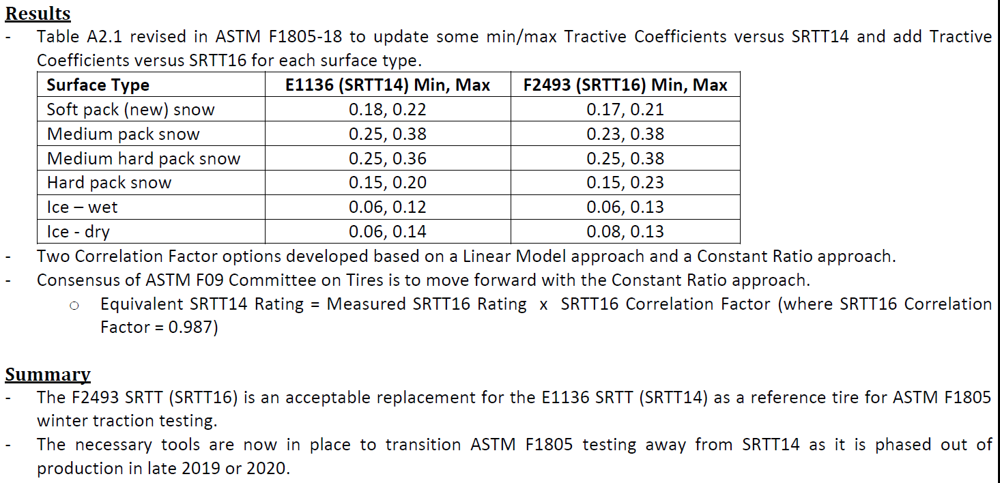 Results
- Table A2.1 revised in ASTM F1805-18 to update some min/max Tractive Coefficients versus SRTT14 and add Tractive
Coefficients versus SRTT16 for each surface type.
Surface Type E1136 (SRTT14) Min, Max F2493 (SRTT16) Min, Max
Soft pack (new) snow 0.18, 0.22 0.17, 0.21
Medium pack snow 0.25, 0.38 0.23, 0.38
Medium hard pack snow 0.25, 0.36 0.25, 0.38
Hard pack snow 0.15, 0.20 0.15, 0.23
Ice – wet 0.06, 0.12 0.06, 0.13
Ice - dry 0.06, 0.14 0.08, 0.13
- Two Correlation Factor options developed based on a Linear Model approach and a Constant Ratio approach.
- Consensus of ASTM F09 Committee on Tires is to move forward with the Constant Ratio approach.
o Equivalent SRTT14 Rating = Measured SRTT16 Rating x SRTT16 Correlation Factor (where SRTT16 Correlation
Factor = 0.987)
Summary
- The F2493 SRTT (SRTT16) is an acceptable replacement for the E1136 SRTT (SRTT14) as a reference tire for ASTM F1805
winter traction testing.
- The necessary tools are now in place to transition ASTM F1805 testing away from SRTT14 as it is phased out of
production in late 2019 or 2020.